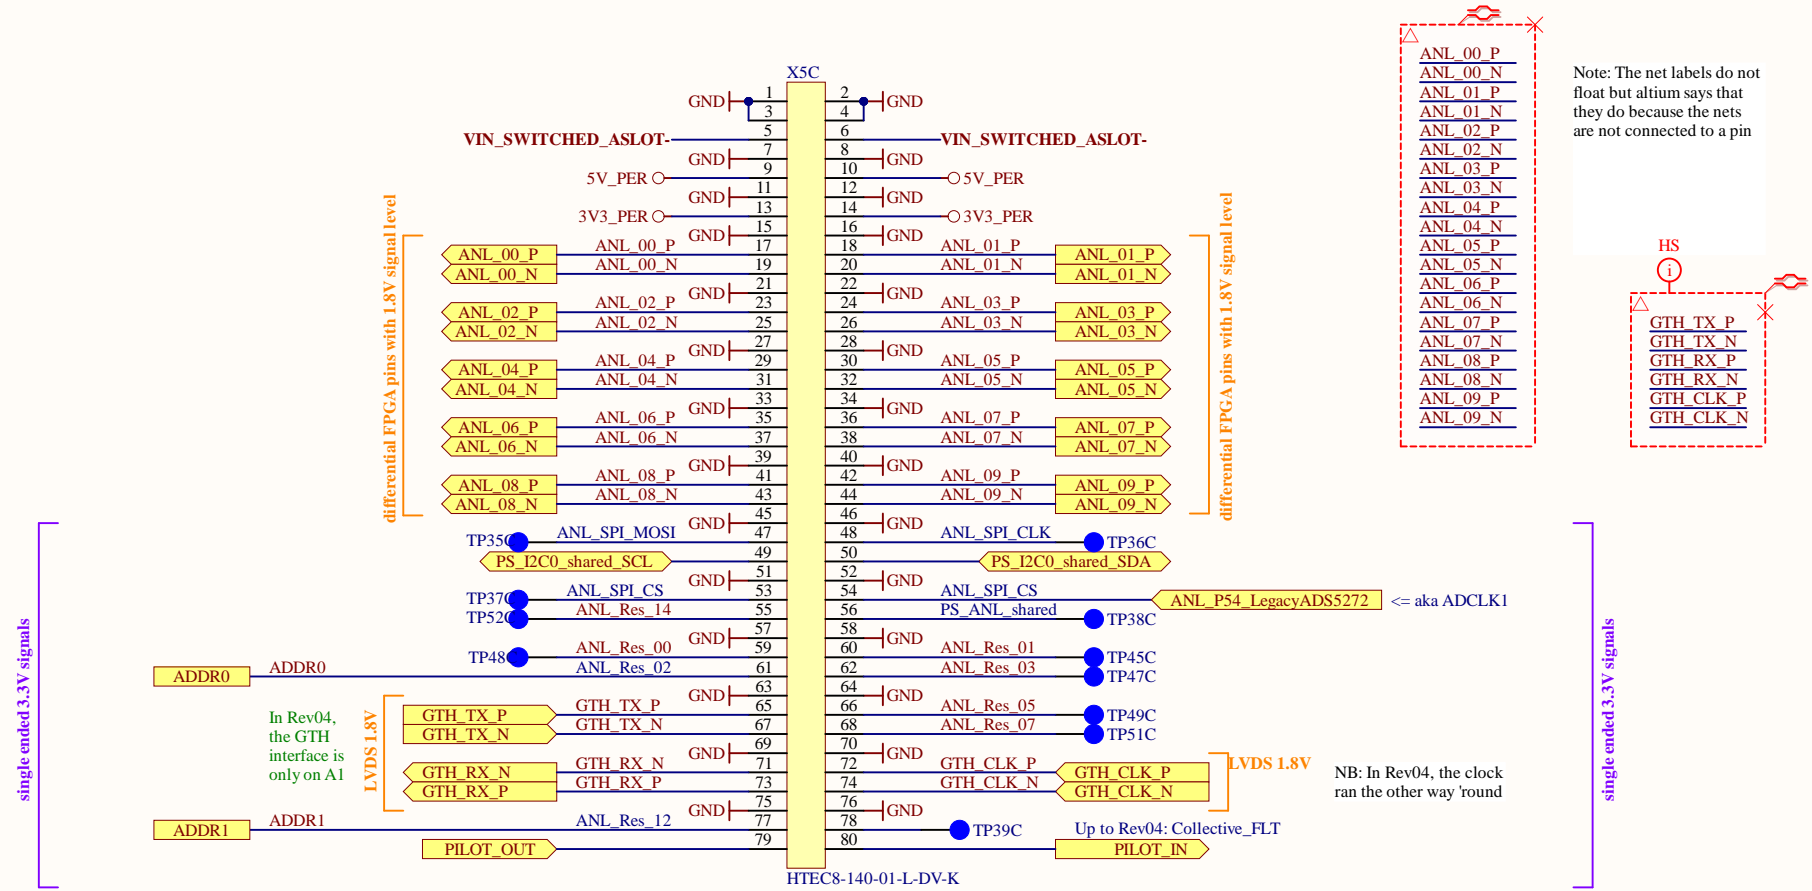 X5C
GND 1 2 GND
3 4
VIN_SWITCHED_ASLOT- 5 6 VIN_SWITCHED_ASLOT-
GND 7 8 GND
5V_PER 9 10 5V_PER
GND 11 12 GND
3V3_PER 13 14 3V3_PER
GND 15 16 GND
ANL_00_P ANL_00_P 17 18 ANL_01_P ANL_01_P
ANL_00_N ANL_00_N 19 20 ANL_01_N ANL_01_N
GND 21 22 GND
ANL_02_P ANL_02_P 23 24 ANL_03_P ANL_03_P
ANL_02_N ANL_02_N 25 26 ANL_03_N ANL_03_N
GND 27 28 GND
ANL_04_P ANL_04_P 29 30 ANL_05_P ANL_05_P
ANL_04_N ANL_04_N 31 32 ANL_05_N ANL_05_N
GND 33 34 GND
ANL_06_P ANL_06_P 35 36 ANL_07_P ANL_07_P
ANL_06_N ANL_06_N 37 38 ANL_07_N ANL_07_N
GND 39 40 GND
ANL_08_P ANL_08_P 41 42 ANL_09_P ANL_09_P
ANL_08_N ANL_08_N 43 44 ANL_09_N ANL_09_N
GND 45 46 GND
TP35C ANL_SPI_MOSI 47 48 ANL_SPI_CLK TP36C
PS_I2C0_shared_SCL 49 50 PS_I2C0_shared_SDA
GND 51 52 GND
TP37C ANL_SPI_CS 53 54 ANL_SPI_CS ANL_P54_LegacyADS5272 <= aka ADCLK1
TP52C ANL_Res_14 55 56 PS_ANL_shared TP38C
GND 57 58 GND
TP48C ANL_Res_00 59 60 ANL_Res_01 TP45C
ADDR0 ADDR0 ANL_Res_02 61 62 ANL_Res_03 TP47C
GND 63 64 GND
GTH_TX_P GTH_TX_P 65 66 ANL_Res_05 TP49C
GTH_TX_N GTH_TX_N 67 68 ANL_Res_07 TP51C
GND 69 70 GND
GTH_RX_N GTH_RX_N 71 72 GTH_CLK_P GTH_CLK_P
GTH_RX_P GTH_RX_P 73 74 GTH_CLK_N GTH_CLK_N
GND 75 76 GND
ADDR1 ADDR1 ANL_Res_12 77 78 TP39C
PILOT_OUT 79 80 PILOT_IN
HTEC8-140-01-L-DV-K
Up to Rev04: Collective_FLT
differential FPGA pins with 1.8V signal level
differential FPGA pins with 1.8V signal level
single ended 3.3V signals
single ended 3.3V signals
In Rev04,
the GTH
interface is
only on A1
LVDS 1.8V
LVDS 1.8V
NB: In Rev04, the clock
ran the other way 'round
ANL_00_P
ANL_00_N
ANL_01_P
ANL_01_N
ANL_02_P
ANL_02_N
ANL_03_P
ANL_03_N
ANL_04_P
ANL_04_N
ANL_05_P
ANL_05_N
ANL_06_P
ANL_06_N
ANL_07_P
ANL_07_N
ANL_08_P
ANL_08_N
ANL_09_P
ANL_09_N
Note: The net labels do not
float but altium says that
they do because the nets
are not connected to a pin
HS
i
GTH_TX_P
GTH_TX_N
GTH_RX_P
GTH_RX_N
GTH_CLK_P
GTH_CLK_N